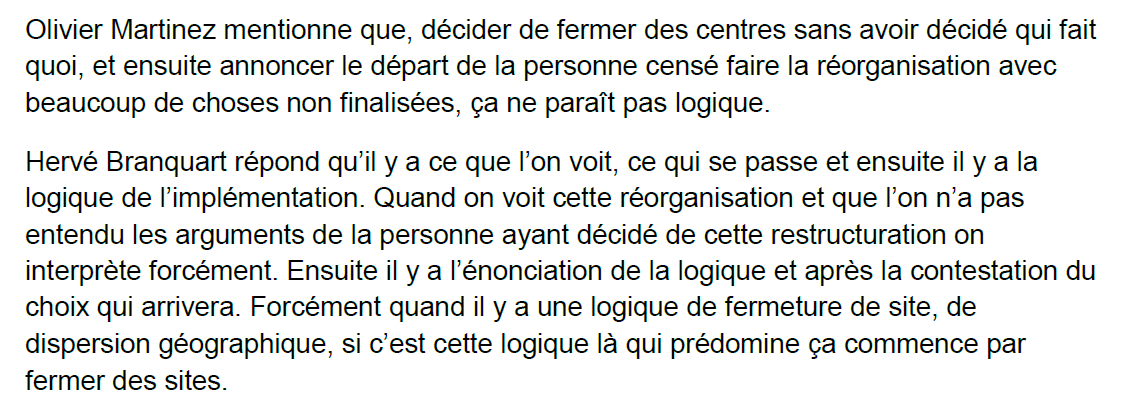 Olivier Martinez mentionne que, décider de fermer des centres sans avoir décidé qui fait
quoi, et ensuite annoncer le départ de la personne censé faire la réorganisation avec
beaucoup de choses non finalisées, ça ne paraît pas logique.
Hervé Branquart répond qu’il y a ce que l’on voit, ce qui se passe et ensuite il y a la
logique de l’implémentation. Quand on voit cette réorganisation et que l’on n’a pas
entendu les arguments de la personne ayant décidé de cette restructuration on
interprète forcément. Ensuite il y a l’énonciation de la logique et après la contestation du
choix qui arrivera. Forcément quand il y a une logique de fermeture de site, de
dispersion géographique, si c’est cette logique là qui prédomine ça commence par
fermer des sites.